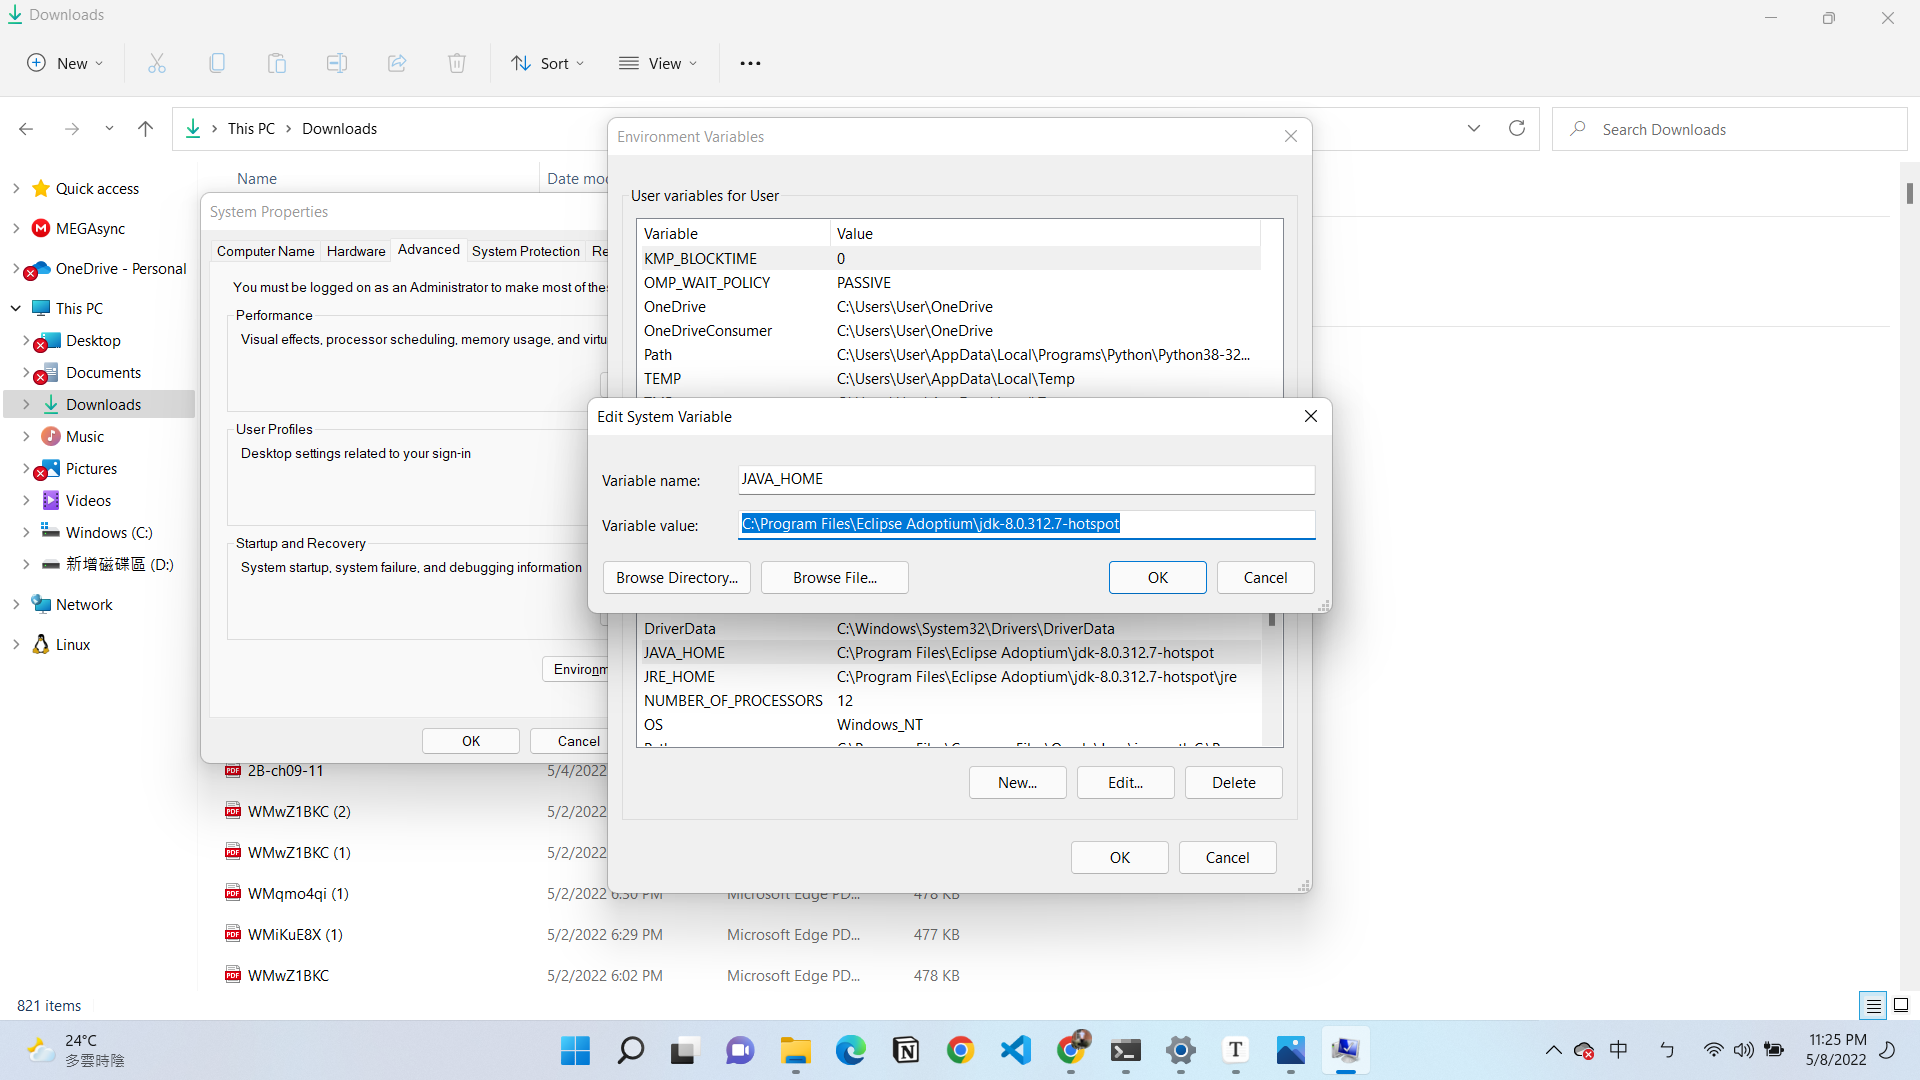 Downloads
New
Sort
View
This PC
Downloads
Search Downloads
Quick access
MEGAsync
OneDrive - Personal
This PC
Desktop
Documents
Downloads
Music
Pictures
Videos
Windows (C:)
新增磁碟區 (D:)
Network
Linux
Name
Date mod
System Properties
Computer Name
Hardware
Advanced
System Protection
Re
You must be logged on as an Administrator to make most of thes
Performance
Visual effects, processor scheduling, memory usage, and virtu
User Profiles
Desktop settings related to your sign-in
Startup and Recovery
System startup, system failure, and debugging information
Environm
OK
Cancel
Environment Variables
User variables for User
Variable Value
KMP_BLOCKTIME 0
OMP_WAIT_POLICY PASSIVE
OneDrive C:\Users\User\OneDrive
OneDriveConsumer C:\Users\User\OneDrive
Path C:\Users\User\AppData\Local\Programs\Python\Python38-32...
TEMP C:\Users\User\AppData\Local\Temp
Edit System Variable
Variable name: JAVA_HOME
Variable value: C:\Program Files\Eclipse Adoptium\jdk-8.0.312.7-hotspot
Browse Directory...
Browse File...
OK
Cancel
DriverData C:\Windows\System32\Drivers\DriverData
JAVA_HOME C:\Program Files\Eclipse Adoptium\jdk-8.0.312.7-hotspot
JRE_HOME C:\Program Files\Eclipse Adoptium\jdk-8.0.312.7-hotspot\jre
NUMBER_OF_PROCESSORS 12
OS Windows_NT
New...
Edit...
Delete
OK
Cancel
2B-ch09-11 5/4/2022
WMwZ1BKC (2) 5/2/2022
WMwZ1BKC (1) 5/2/2022
WMqmo4qi (1) 5/2/2022 6:30 PM Microsoft Edge PD... 478 KB
WMiKuE8X (1) 5/2/2022 6:29 PM Microsoft Edge PD... 477 KB
WMwZ1BKC 5/2/2022 6:02 PM Microsoft Edge PD... 478 KB
821 items
24°C
多雲時陰
中
ㄅ
11:25 PM
5/8/2022